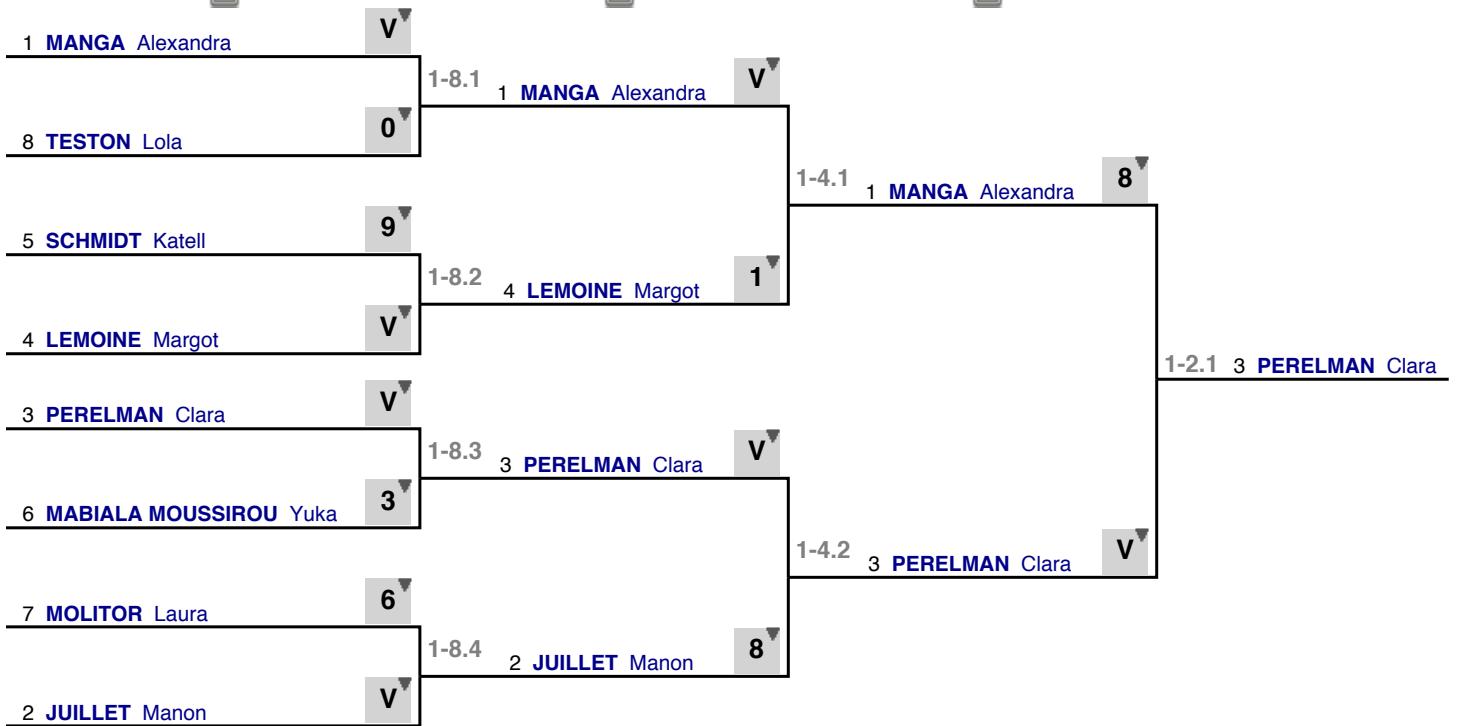 1 MANGA Alexandra V
8 TESTON Lola 0
5 SCHMIDT Katell 9
4 LEMOINE Margot V
3 PERELMAN Clara V
6 MABIALA MOUSSIROU Yuka 3
7 MOLITOR Laura 6
2 JUILLET Manon V
1-8.1 1 MANGA Alexandra V
1-8.2 4 LEMOINE Margot 1
1-8.3 3 PERELMAN Clara V
1-8.4 2 JUILLET Manon 8
1-4.1 1 MANGA Alexandra 8
1-4.2 3 PERELMAN Clara V
1-2.1 3 PERELMAN Clara